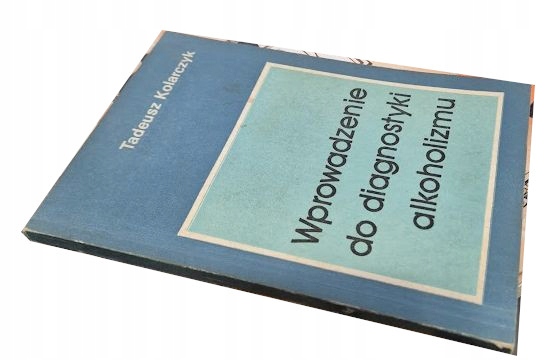 Tadeusz Kolarczyk
Wprowadzenie
do diagnostyki
alkoholizmu